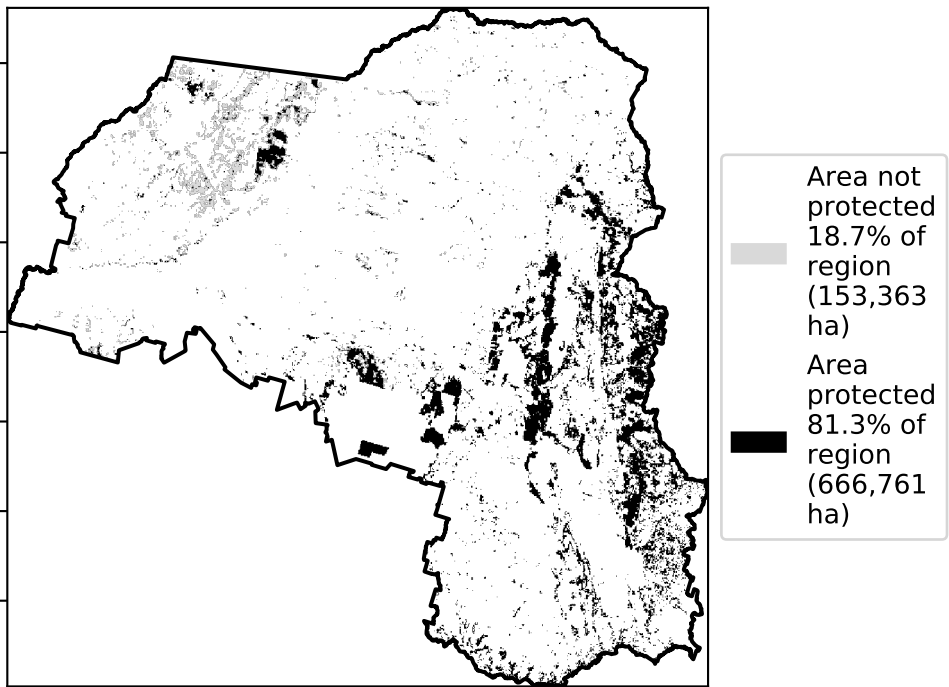 Area not
protected
18.7% of
region
(153,363
ha)
Area
protected
81.3% of
region
(666,761
ha)